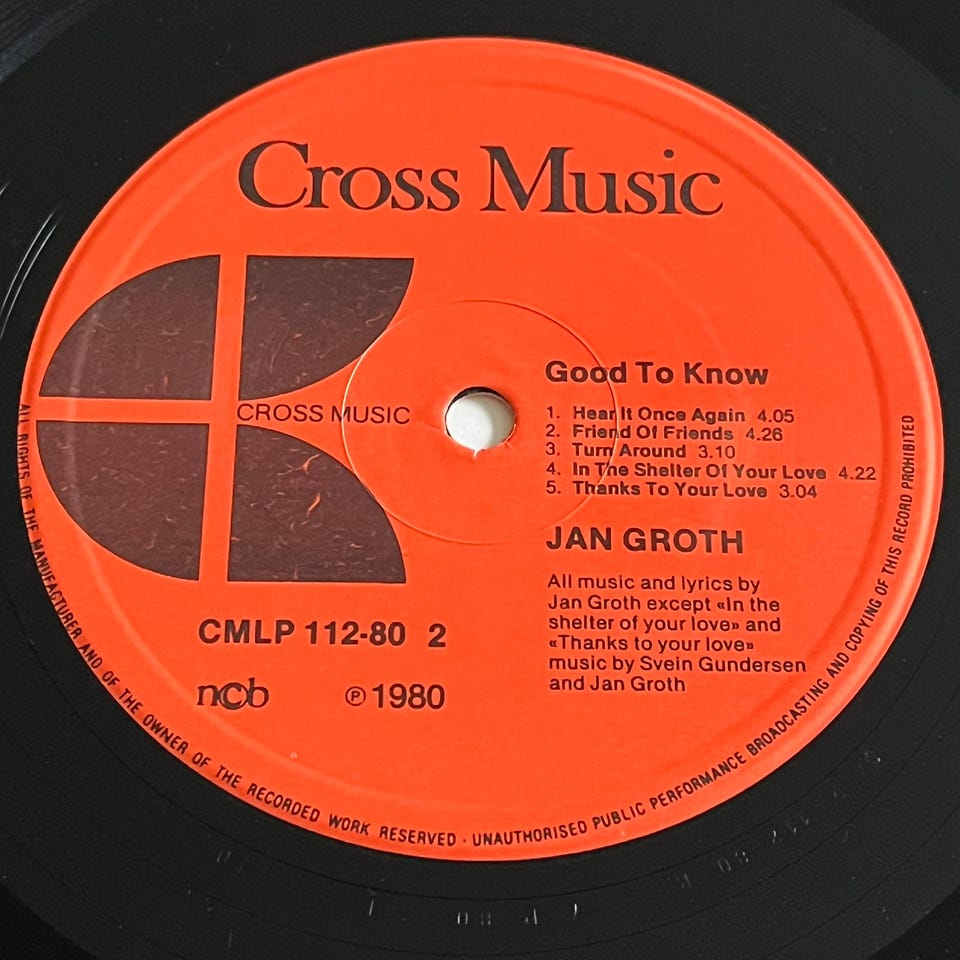 Cross Music
CROSS MUSIC
Good To Know
1. Hear It Once Again 4.05
2. Friend Of Friends 4.26
3. Turn Around 3.10
4. In The Shelter Of Your Love 4.22
5. Thanks To Your Love 3.04
JAN GROTH
All music and lyrics by
Jan Groth except «In the
shelter of your love» and
«Thanks to your love»
music by Svein Gundersen
and Jan Groth
CMLP 112-80 2
ncb ℗ 1980
ALL RIGHTS OF THE MANUFACTURER AND OF THE OWNER OF THE RECORDED WORK RESERVED · UNAUTHORISED PUBLIC PERFORMANCE BROADCASTING AND COPYING OF THIS RECORD PROHIBITED